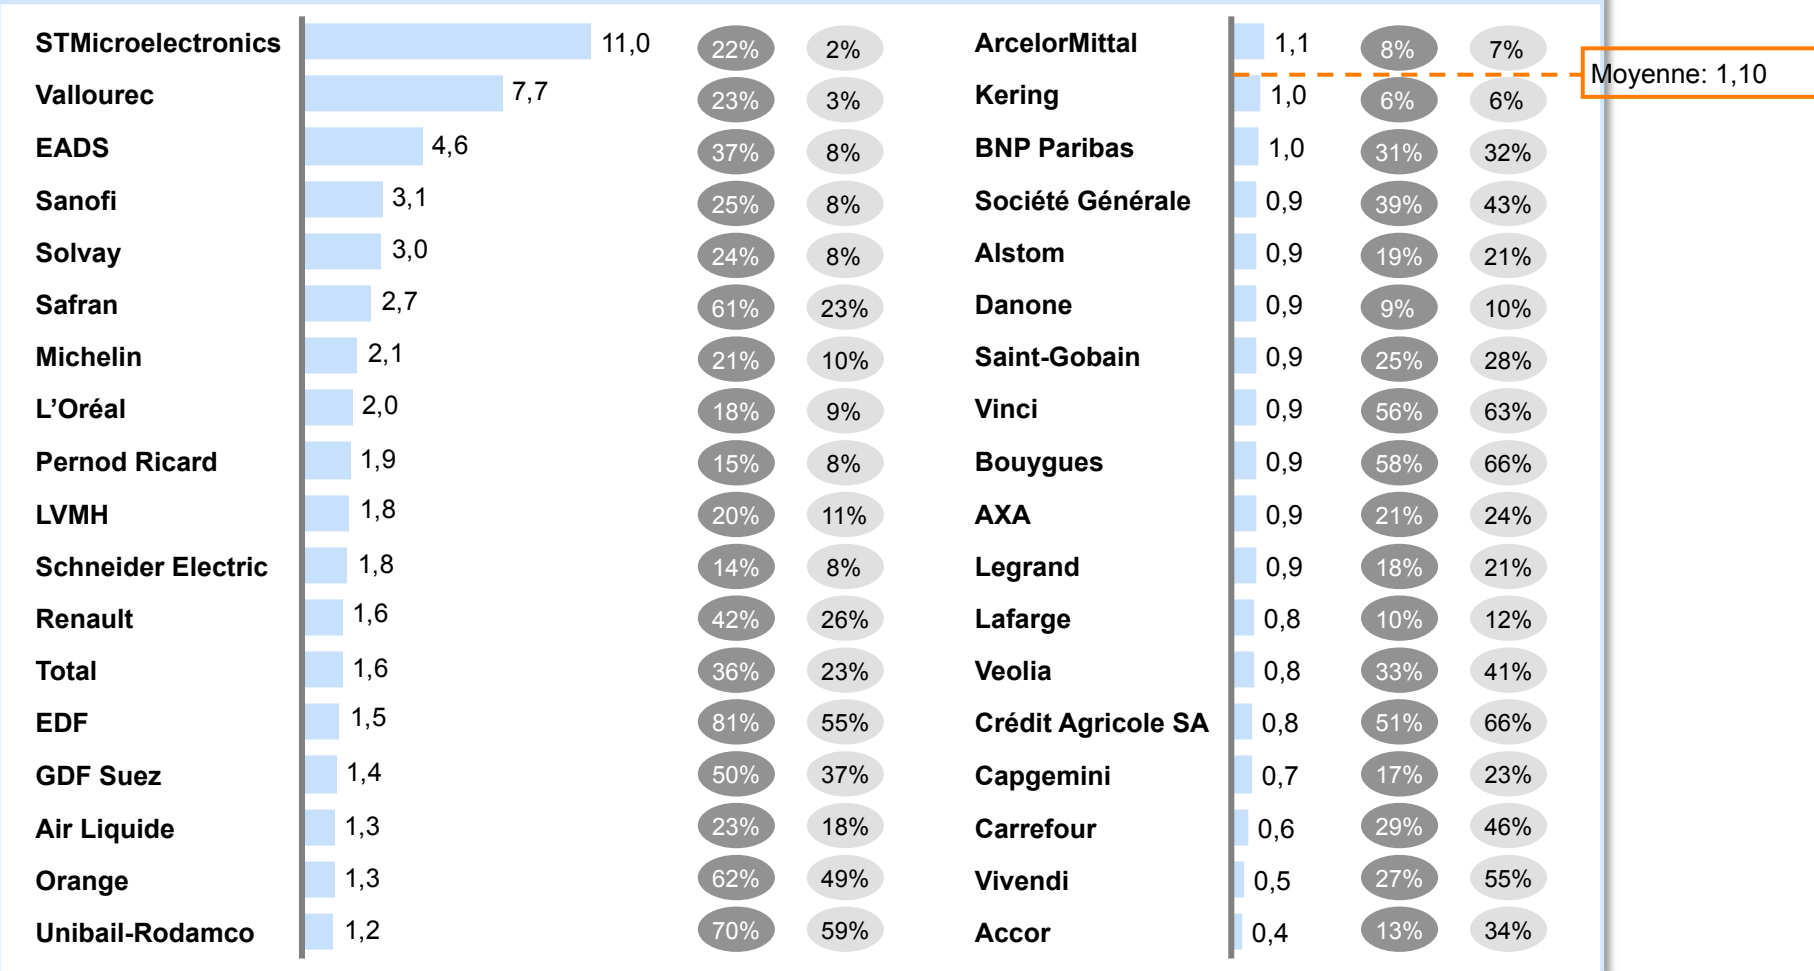 STMicroelectronics 11,0 22% 2%
Vallourec 7,7 23% 3%
EADS 4,6 37% 8%
Sanofi 3,1 25% 8%
Solvay 3,0 24% 8%
Safran 2,7 61% 23%
Michelin 2,1 21% 10%
L’Oréal 2,0 18% 9%
Pernod Ricard 1,9 15% 8%
LVMH 1,8 20% 11%
Schneider Electric 1,8 14% 8%
Renault 1,6 42% 26%
Total 1,6 36% 23%
EDF 1,5 81% 55%
GDF Suez 1,4 50% 37%
Air Liquide 1,3 23% 18%
Orange 1,3 62% 49%
Unibail-Rodamco 1,2 70% 59%
ArcelorMittal 1,1 8% 7%
Moyenne: 1,10
Kering 1,0 6% 6%
BNP Paribas 1,0 31% 32%
Société Générale 0,9 39% 43%
Alstom 0,9 19% 21%
Danone 0,9 9% 10%
Saint-Gobain 0,9 25% 28%
Vinci 0,9 56% 63%
Bouygues 0,9 58% 66%
AXA 0,9 21% 24%
Legrand 0,9 18% 21%
Lafarge 0,8 10% 12%
Veolia 0,8 33% 41%
Crédit Agricole SA 0,8 51% 66%
Capgemini 0,7 17% 23%
Carrefour 0,6 29% 46%
Vivendi 0,5 27% 55%
Accor 0,4 13% 34%